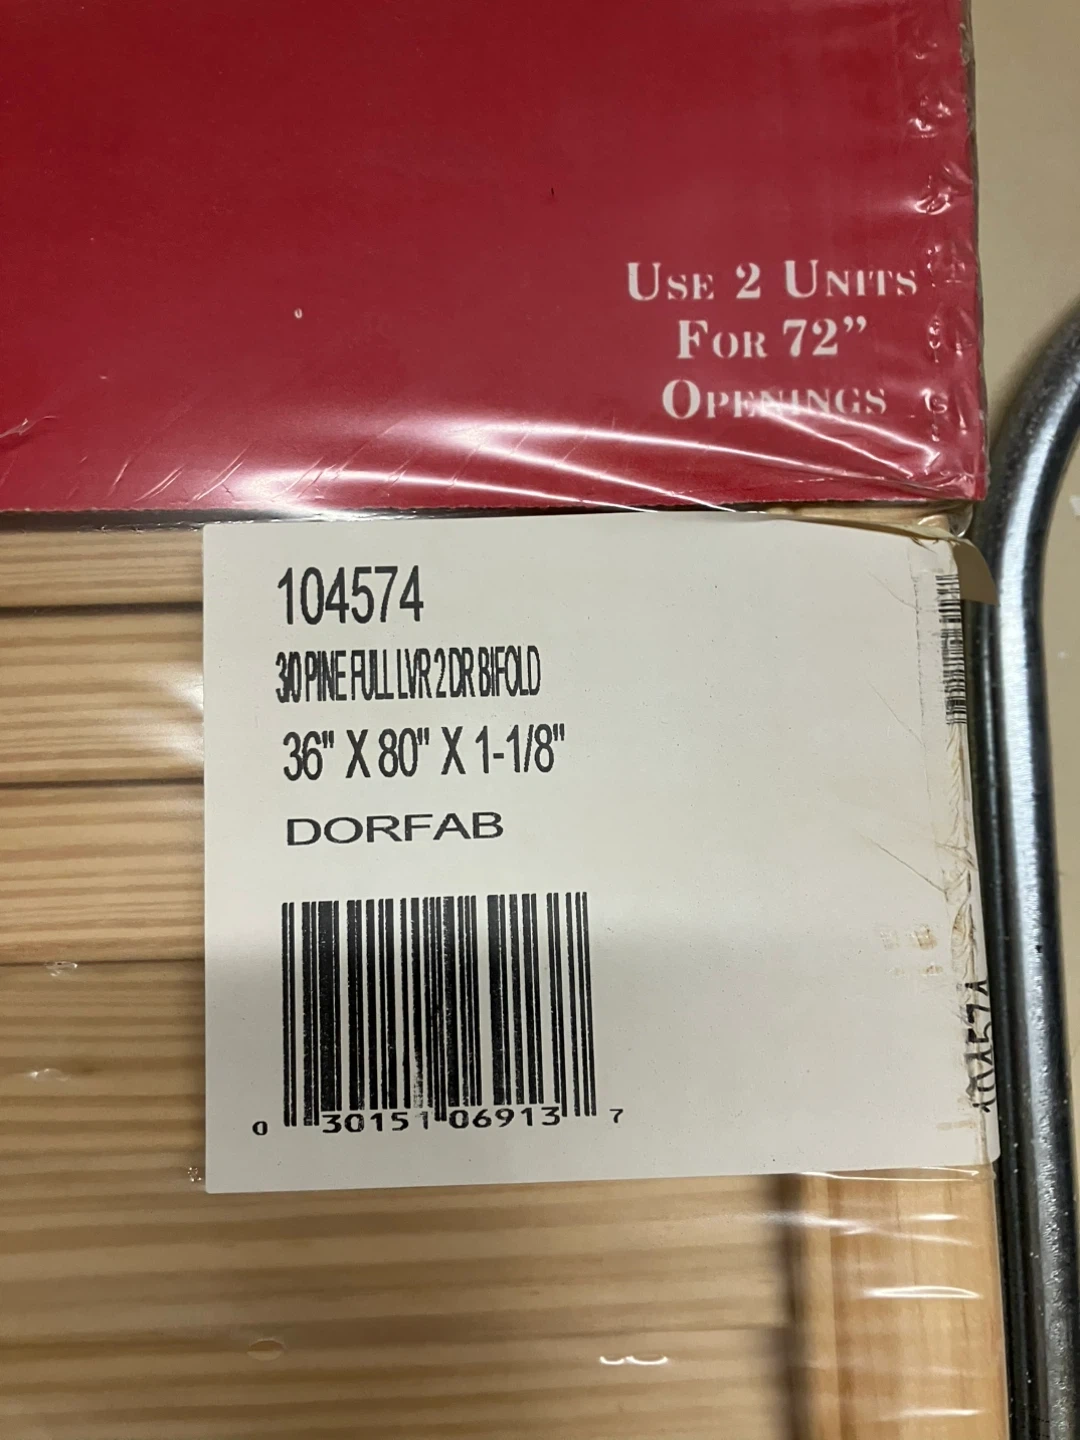 USE 2 UNITS
FOR 72”
OPENINGS
104574
3/0 PINE FULL LVR 2 DR BIFOLD
36" X 80" X 1-1/8"
DORFAB
0 30151 06913 7